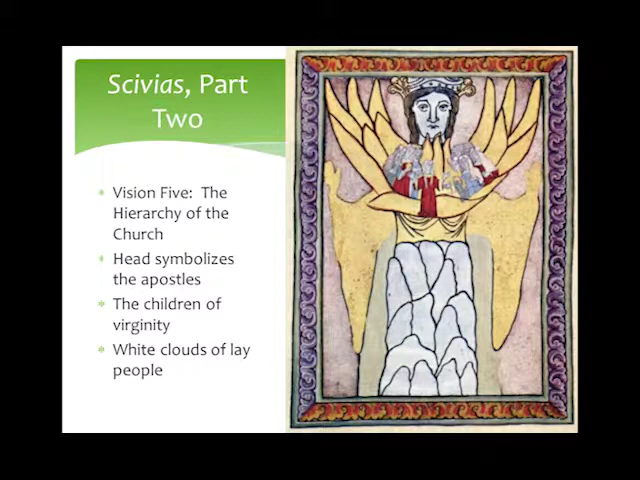 Scivias, Part
Two
Vision Five: The
Hierarchy of the
Church
Head symbolizes
the apostles
The children of
virginity
White clouds of lay
people